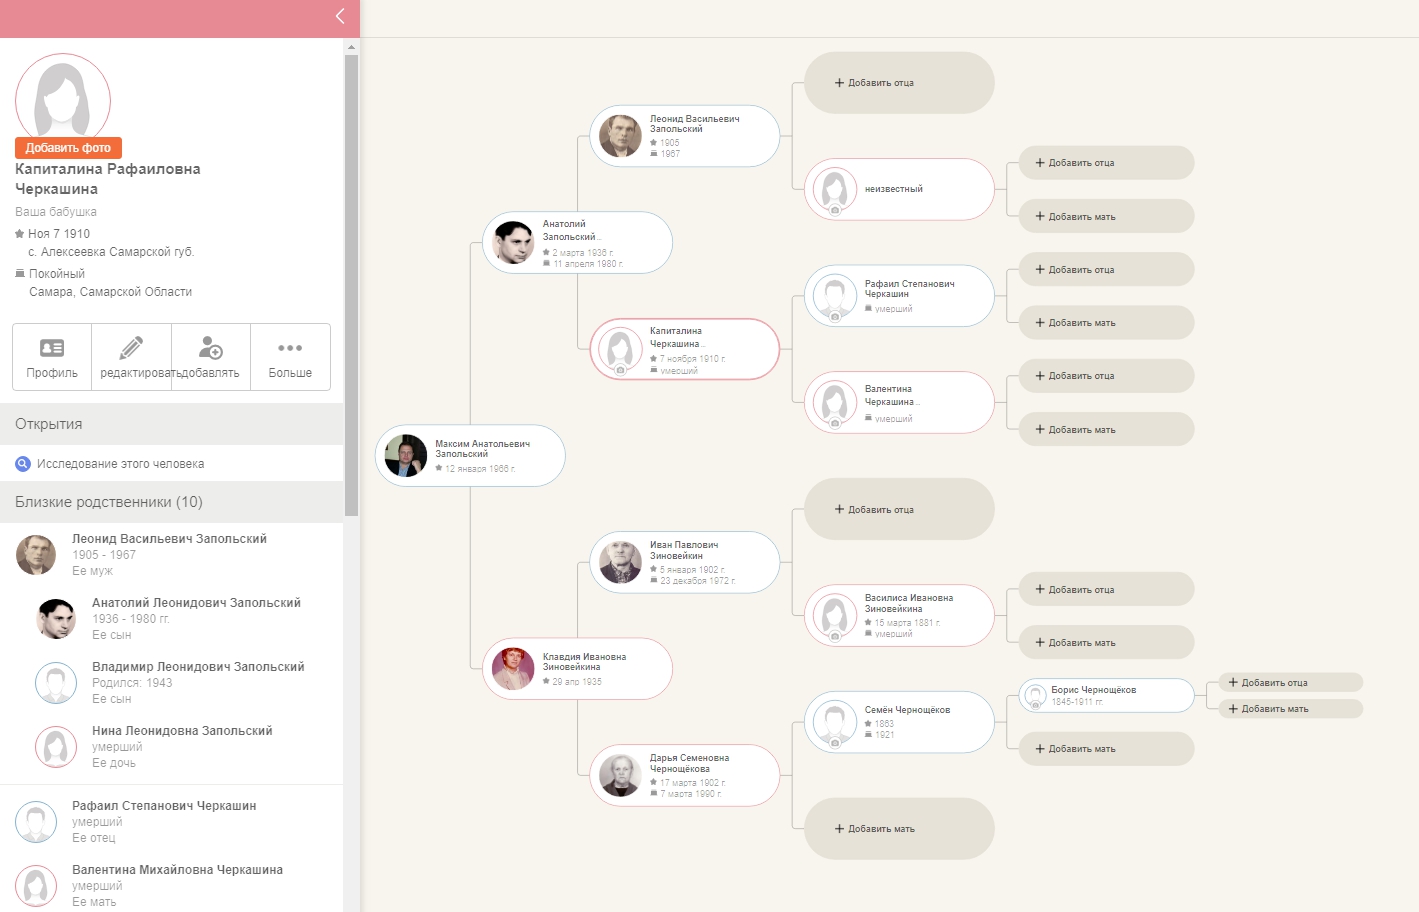 Добавить фото
Капиталина Рафаиловна
Черкашина
Ваша бабушка
Ноя 7 1910
с. Алексеевка Самарской губ.
Покойный
Самара, Самарской Области
Профиль
редактировать
добавлять
Больше
Открытия
Исследование этого человека
Близкие родственники (10)
Леонид Васильевич Запольский
1905 - 1967
Ее муж
Анатолий Леонидович Запольский
1936 - 1980 гг.
Ее сын
Владимир Леонидович Запольский
Родился: 1943
Ее сын
Нина Леонидовна Запольский
умерший
Ее дочь
Рафаил Степанович Черкашин
умерший
Ее отец
Валентина Михайловна Черкашина
умерший
Ее мать
Максим Анатольевич
Запольский
12 января 1966 г.
Анатолий
Запольский ..
2 марта 1936 г.
11 апреля 1980 г.
Клавдия Ивановна
Зиновейкина
29 апр 1935
Леонид Васильевич
Запольский
1905
1967
Капиталина
Черкашина ..
7 ноября 1910 г.
умерший
Иван Павлович
Зиновейкин
5 января 1902 г.
23 декабря 1972 г.
Дарья Семеновна
Чернощёкова
17 марта 1902 г.
7 марта 1990 г.
+ Добавить отца
неизвестный
Рафаил Степанович
Черкашин
умерший
Валентина
Черкашина ..
умерший
+ Добавить отца
Василиса Ивановна
Зиновейкина
15 марта 1881 г.
умерший
Семён Чернощёков
1863
1921
+ Добавить мать
+ Добавить отца
+ Добавить мать
+ Добавить отца
+ Добавить мать
+ Добавить отца
+ Добавить мать
+ Добавить отца
+ Добавить мать
Борис Чернощёков
1845-1911 гг.
+ Добавить мать
+ Добавить отца
+ Добавить мать